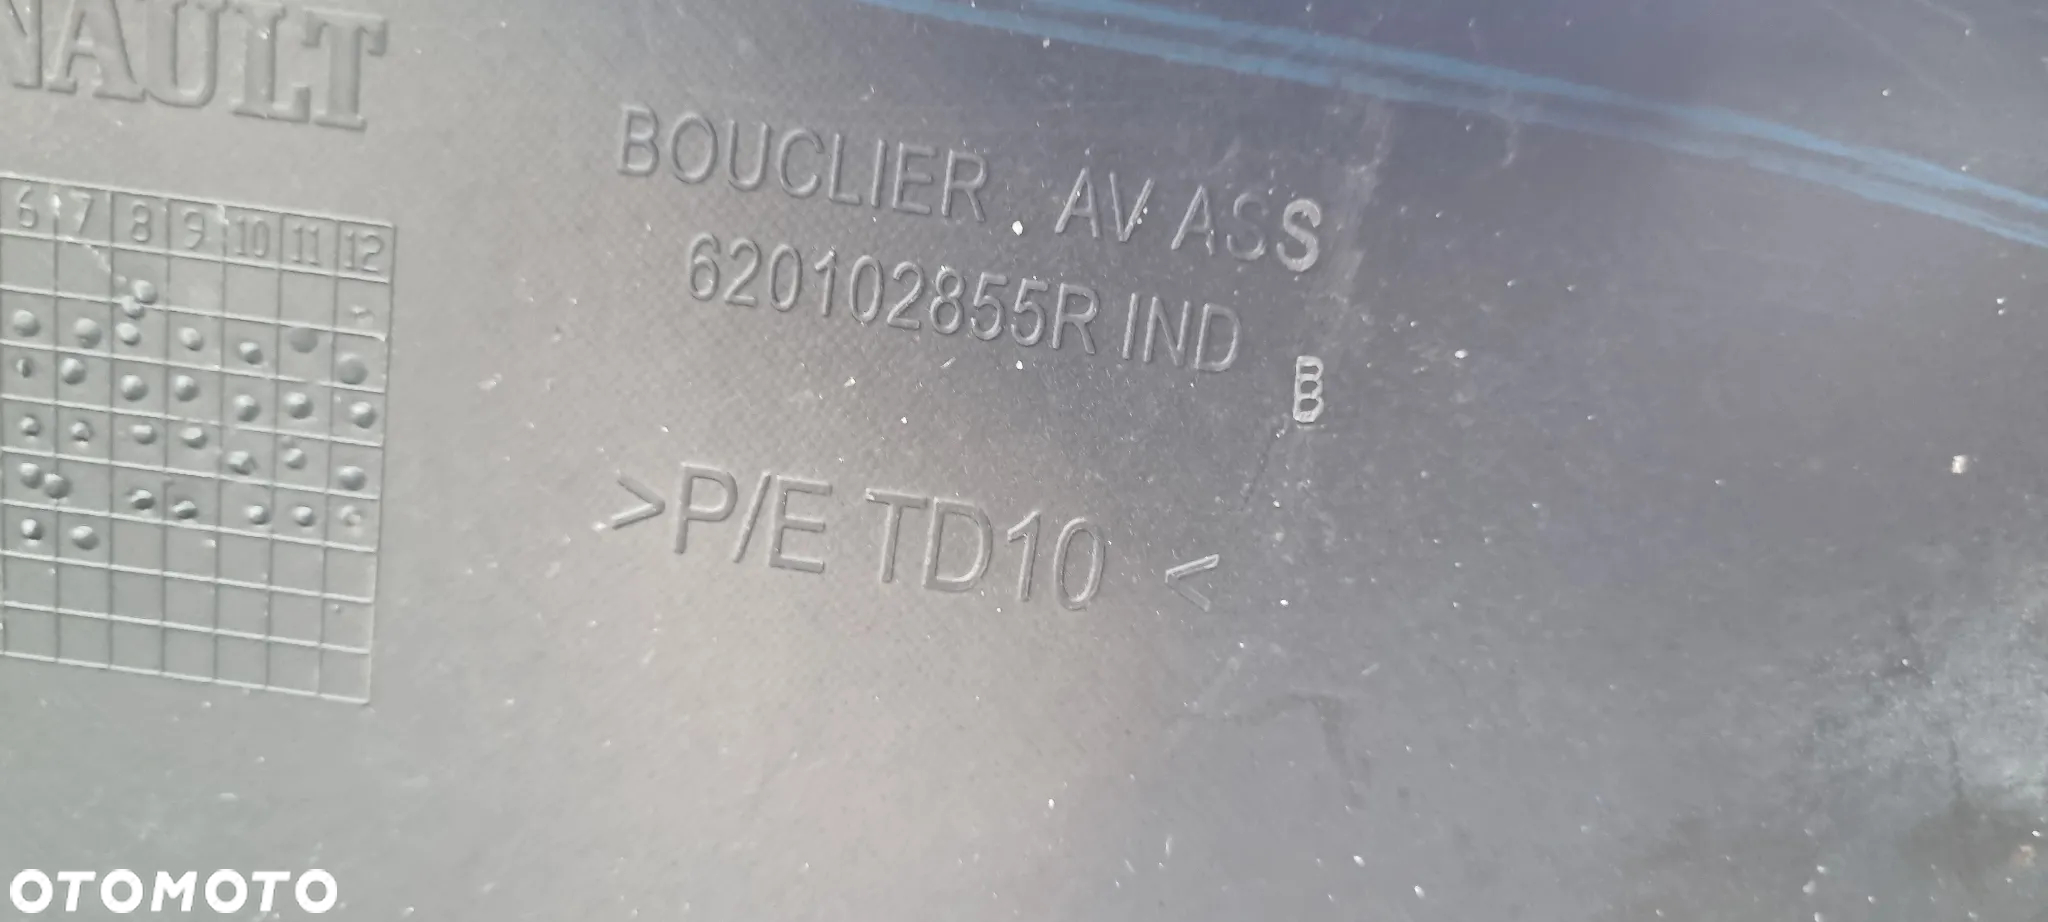 NAULT
BOUCLIER . AV ASS
620102855R IND B
6 7 8 9 10 11 12
>P/E TD10 <
OTOMOTO